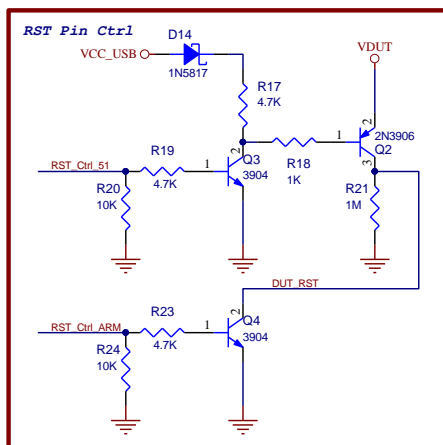 RST Pin Ctrl
D14
VCC_USB
1N5817
VDUT
R17
4.7K
2
2N3906
1
Q2
3
R18
1K
2
Q3
3904
RST_Ctrl_51
R19
4.7K
1
R20
10K
R21
1M
DUT_RST
2
Q4
3904
RST_Ctrl_ARM
R23
4.7K
1
R24
10K